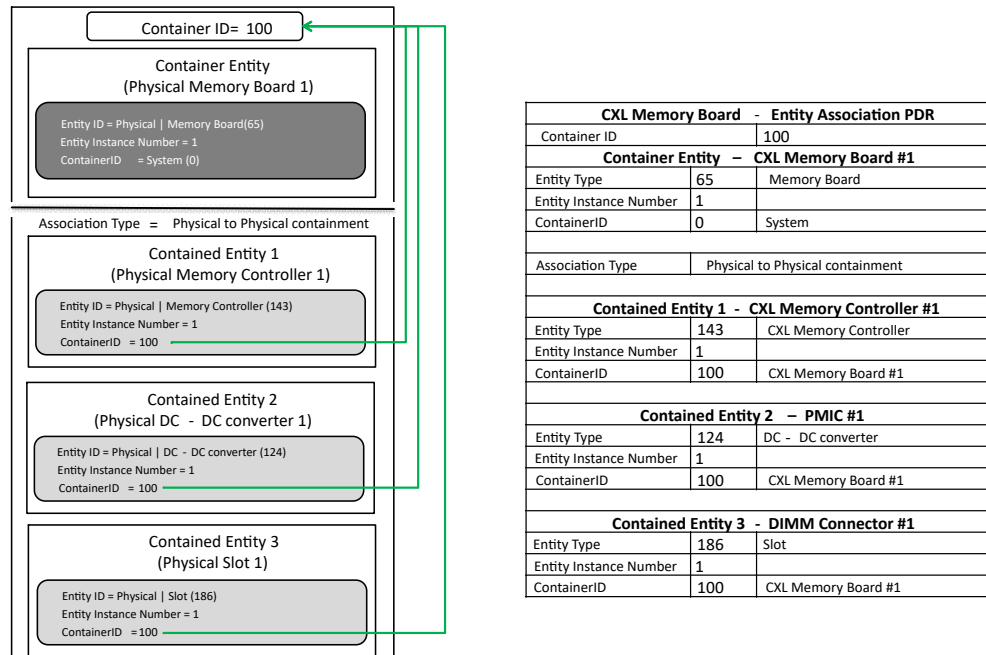 Container ID= 100
Container Entity
(Physical Memory Board 1)
Entity ID = Physical | Memory Board(65)
Entity Instance Number = 1
ContainerID = System (0)
Association Type = Physical to Physical containment
Contained Entity 1
(Physical Memory Controller 1)
Entity ID = Physical | Memory Controller (143)
Entity Instance Number = 1
ContainerID = 100
Contained Entity 2
(Physical DC - DC converter 1)
Entity ID = Physical | DC - DC converter (124)
Entity Instance Number = 1
ContainerID = 100
Contained Entity 3
(Physical Slot 1)
Entity ID = Physical | Slot (186)
Entity Instance Number = 1
ContainerID = 100
CXL Memory Board - Entity Association PDR
Container ID 100
Container Entity – CXL Memory Board #1
Entity Type 65 Memory Board
Entity Instance Number 1
ContainerID 0 System
Association Type Physical to Physical containment
Contained Entity 1 - CXL Memory Controller #1
Entity Type 143 CXL Memory Controller
Entity Instance Number 1
ContainerID 100 CXL Memory Board #1
Contained Entity 2 – PMIC #1
Entity Type 124 DC - DC converter
Entity Instance Number 1
ContainerID 100 CXL Memory Board #1
Contained Entity 3 - DIMM Connector #1
Entity Type 186 Slot
Entity Instance Number 1
ContainerID 100 CXL Memory Board #1